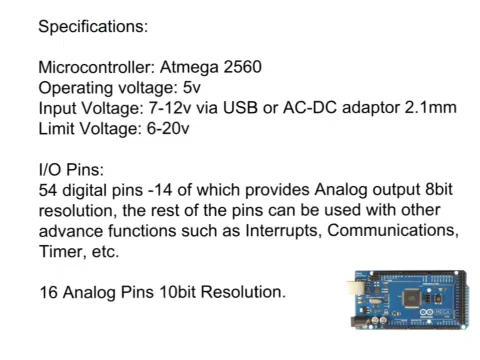 Specifications:
Microcontroller: Atmega 2560
Operating voltage: 5v
Input Voltage: 7-12v via USB or AC-DC adaptor 2.1mm
Limit Voltage: 6-20v
I/O Pins:
54 digital pins -14 of which provides Analog output 8bit
resolution, the rest of the pins can be used with other
advance functions such as Interrupts, Communications,
Timer, etc.
16 Analog Pins 10bit Resolution.
MEGA